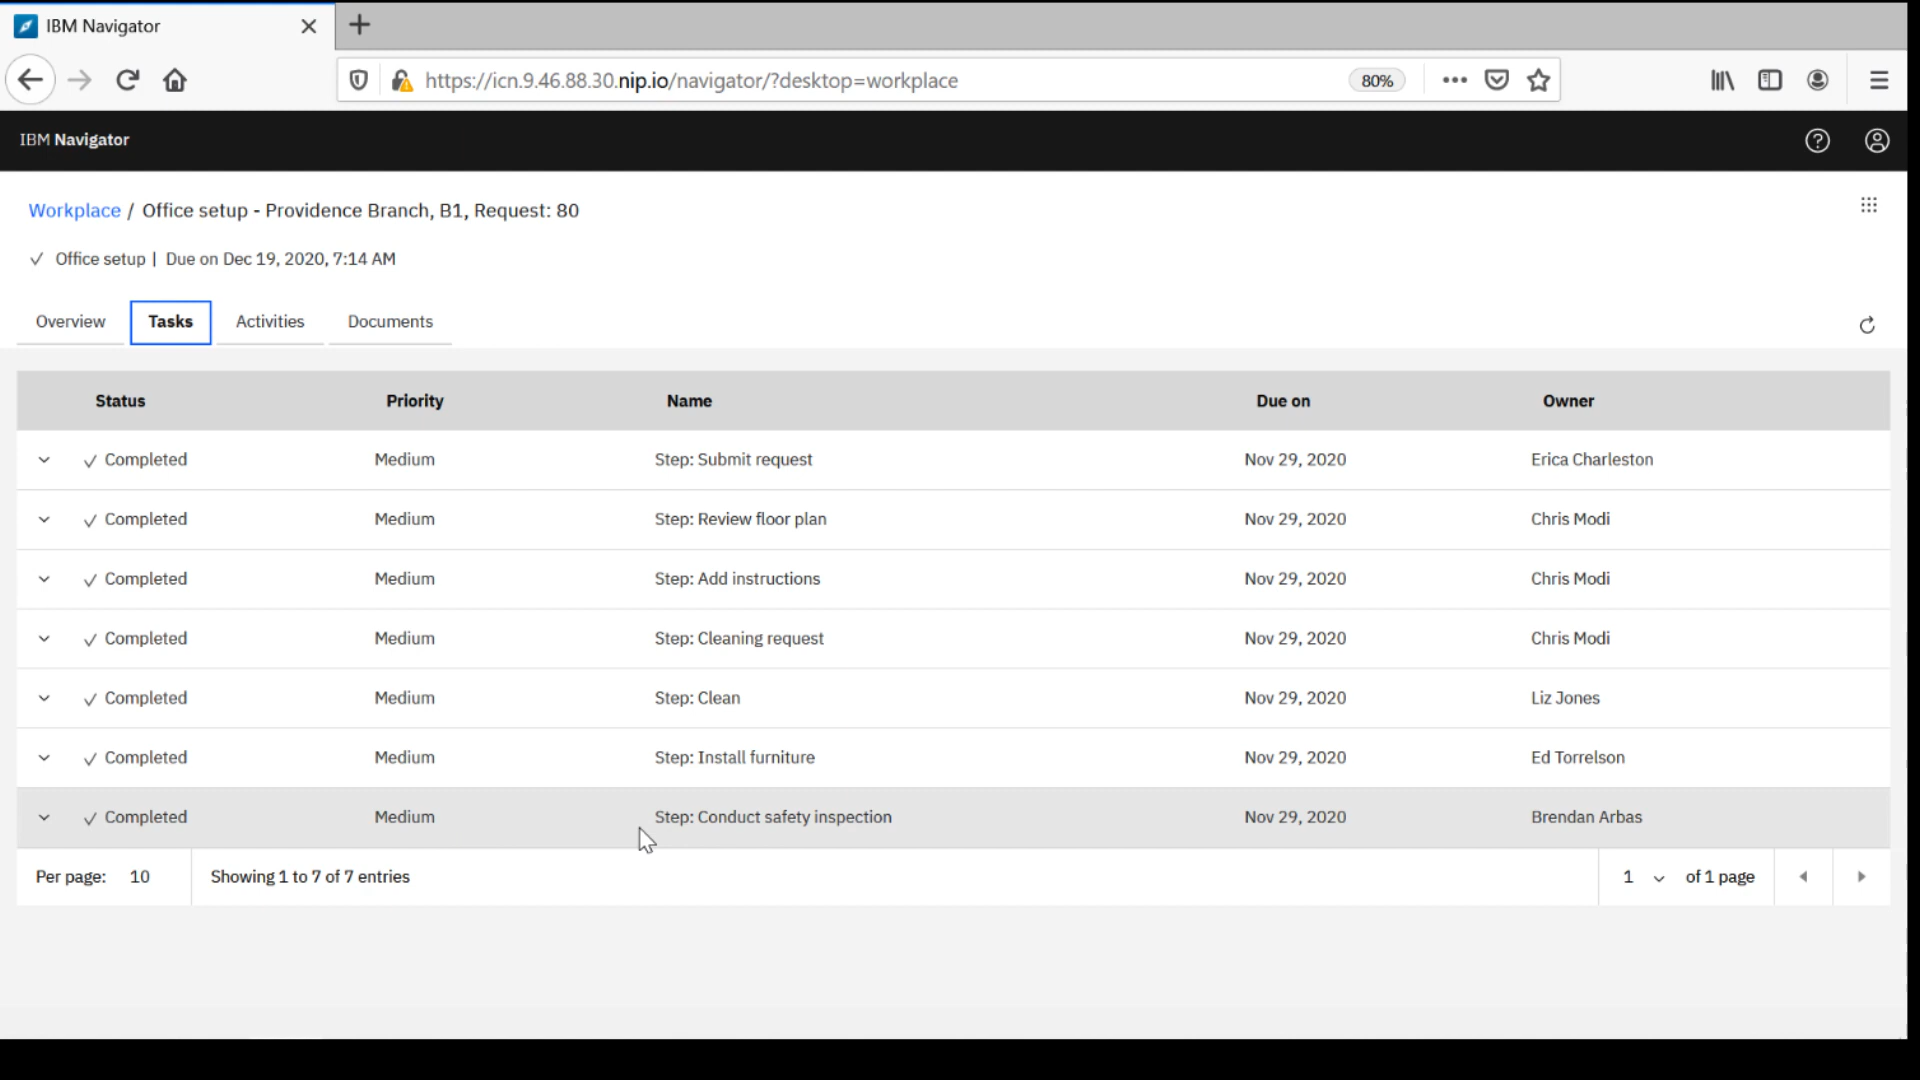 IBM Navigator
https://icn.9.46.88.30.nip.io/navigator/?desktop=workplace
80%
IBM Navigator
Workplace / Office setup - Providence Branch, B1, Request: 80
Office setup | Due on Dec 19, 2020, 7:14 AM
Overview Tasks Activities Documents
Status Priority Name Due on Owner
Completed Medium Step: Submit request Nov 29, 2020 Erica Charleston
Completed Medium Step: Review floor plan Nov 29, 2020 Chris Modi
Completed Medium Step: Add instructions Nov 29, 2020 Chris Modi
Completed Medium Step: Cleaning request Nov 29, 2020 Chris Modi
Completed Medium Step: Clean Nov 29, 2020 Liz Jones
Completed Medium Step: Install furniture Nov 29, 2020 Ed Torrelson
Completed Medium Step: Conduct safety inspection Nov 29, 2020 Brendan Arbas
Per page: 10 Showing 1 to 7 of 7 entries 1 of 1 page